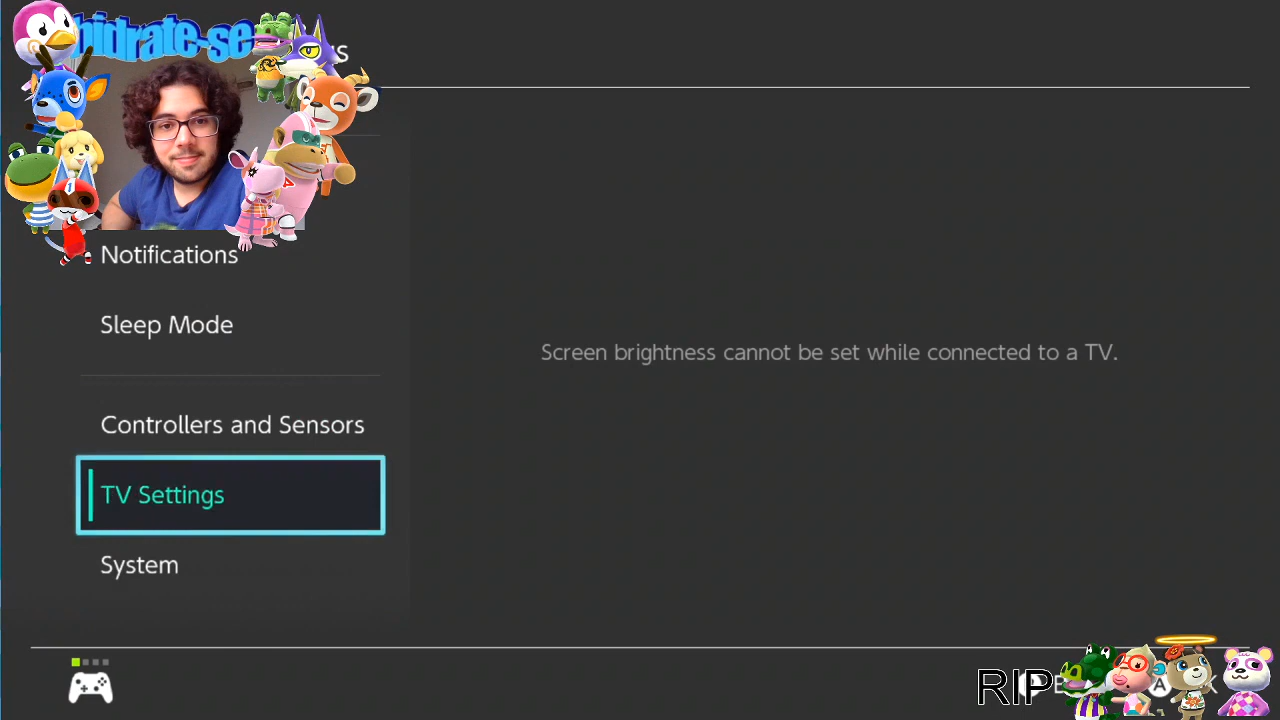 hidrate-se
Notifications
Sleep Mode
Screen brightness cannot be set while connected to a TV.
Controllers and Sensors
TV Settings
System
RIP